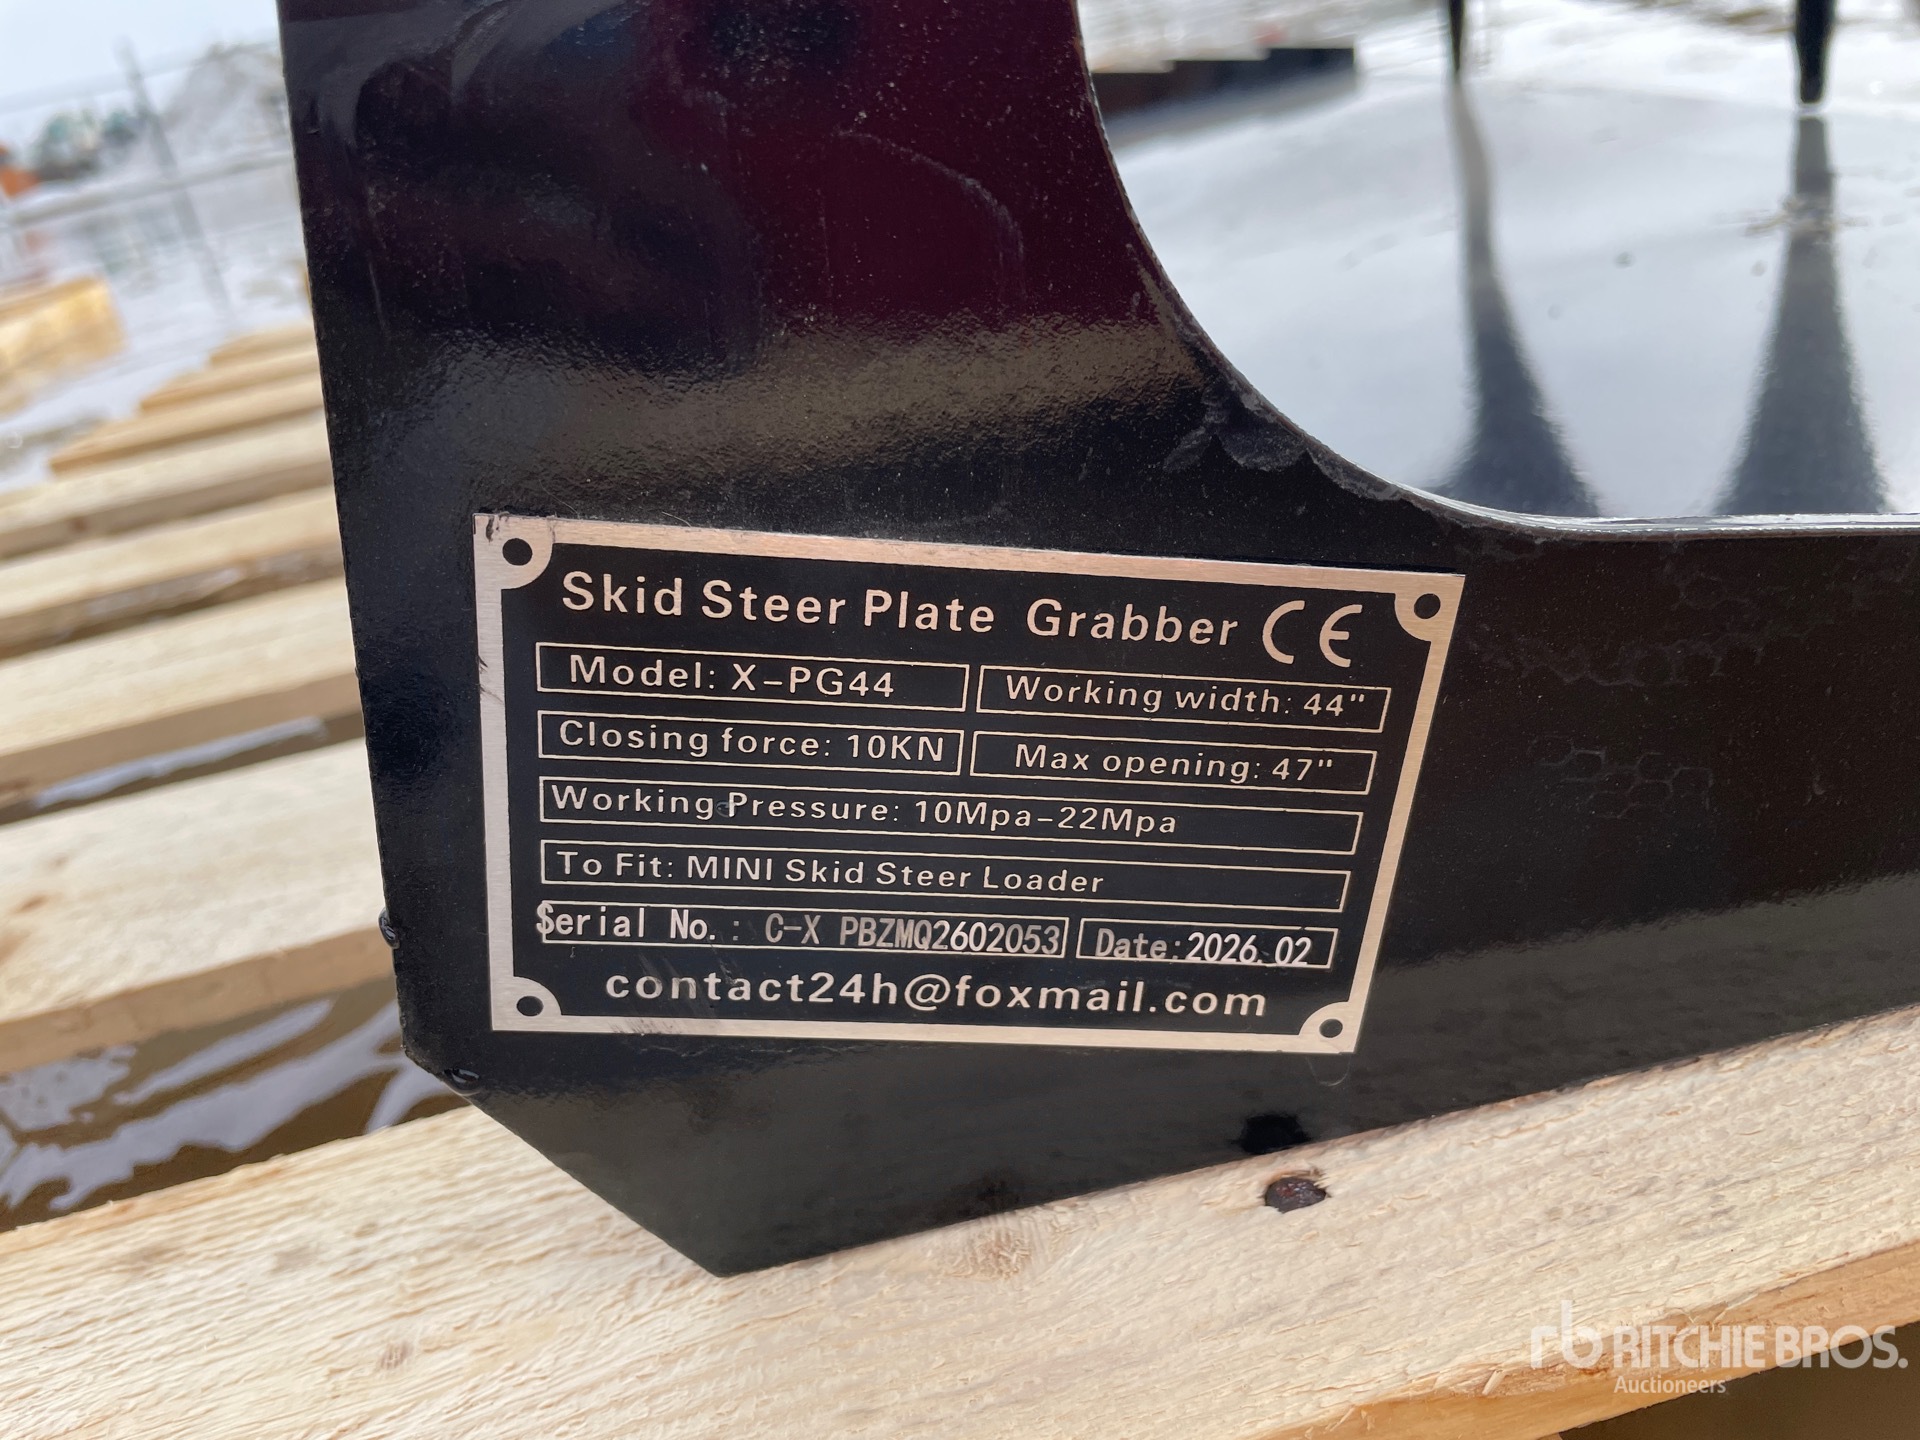 Skid Steer Plate Grabber CE
Model: X-PG44
Working width: 44"
Closing force: 10KN
Max opening: 47"
Working Pressure: 10Mpa-22Mpa
To Fit: MINI Skid Steer Loader
Serial No.: C-X PBZMQ2602053
Date: 2026.02
contact24h@foxmail.com
rb RITCHIE BROS.
Auctioneers